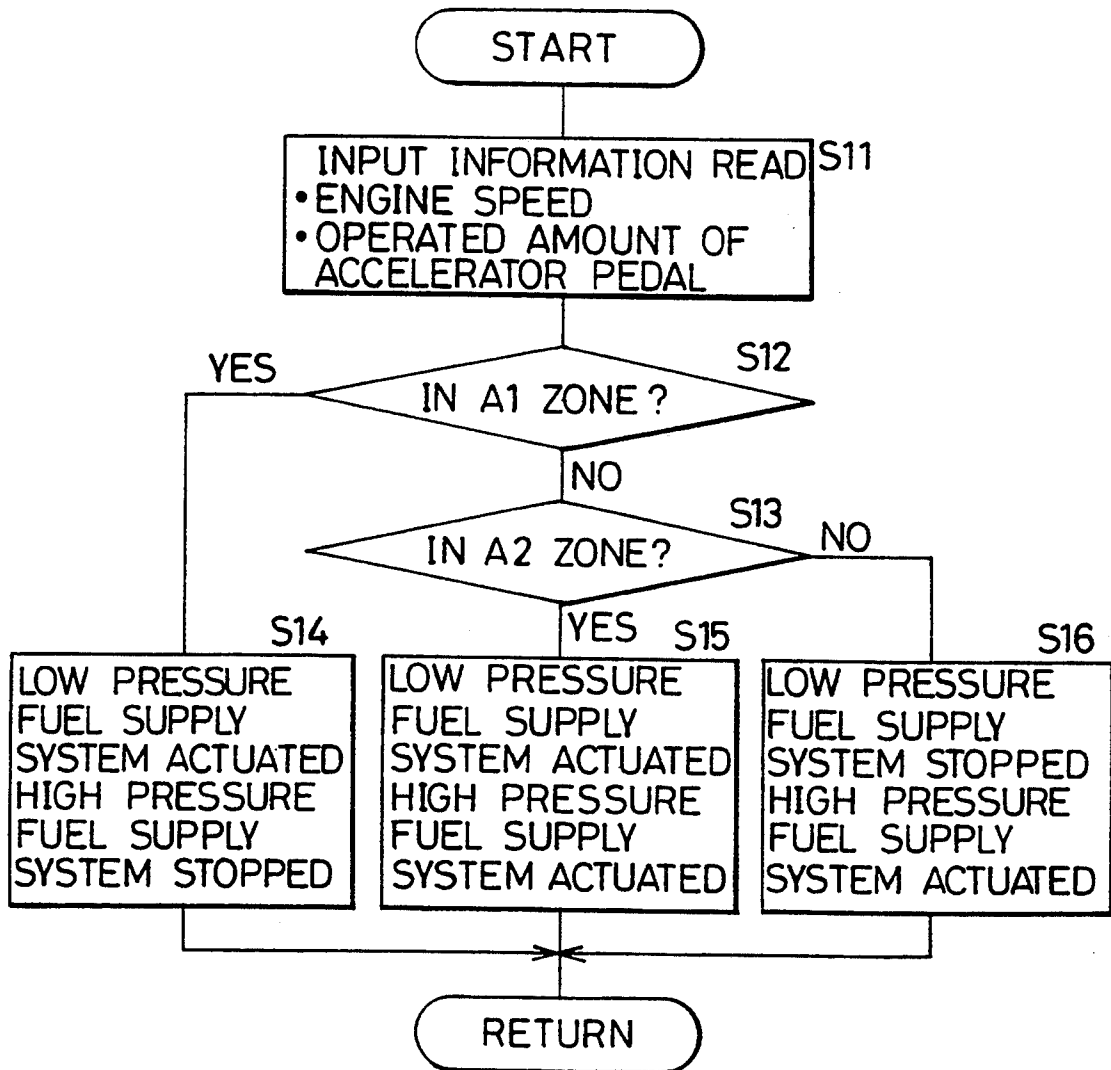 START
S11
INPUT INFORMATION READ
•ENGINE SPEED
•OPERATED AMOUNT OF
ACCELERATOR PEDAL
YES
S12
IN A1 ZONE?
NO
S13
IN A2 ZONE?
NO
YES
S14
LOW PRESSURE
FUEL SUPPLY
SYSTEM ACTUATED
HIGH PRESSURE
FUEL SUPPLY
SYSTEM STOPPED
S15
LOW PRESSURE
FUEL SUPPLY
SYSTEM ACTUATED
HIGH PRESSURE
FUEL SUPPLY
SYSTEM ACTUATED
S16
LOW PRESSURE
FUEL SUPPLY
SYSTEM STOPPED
HIGH PRESSURE
FUEL SUPPLY
SYSTEM ACTUATED
RETURN